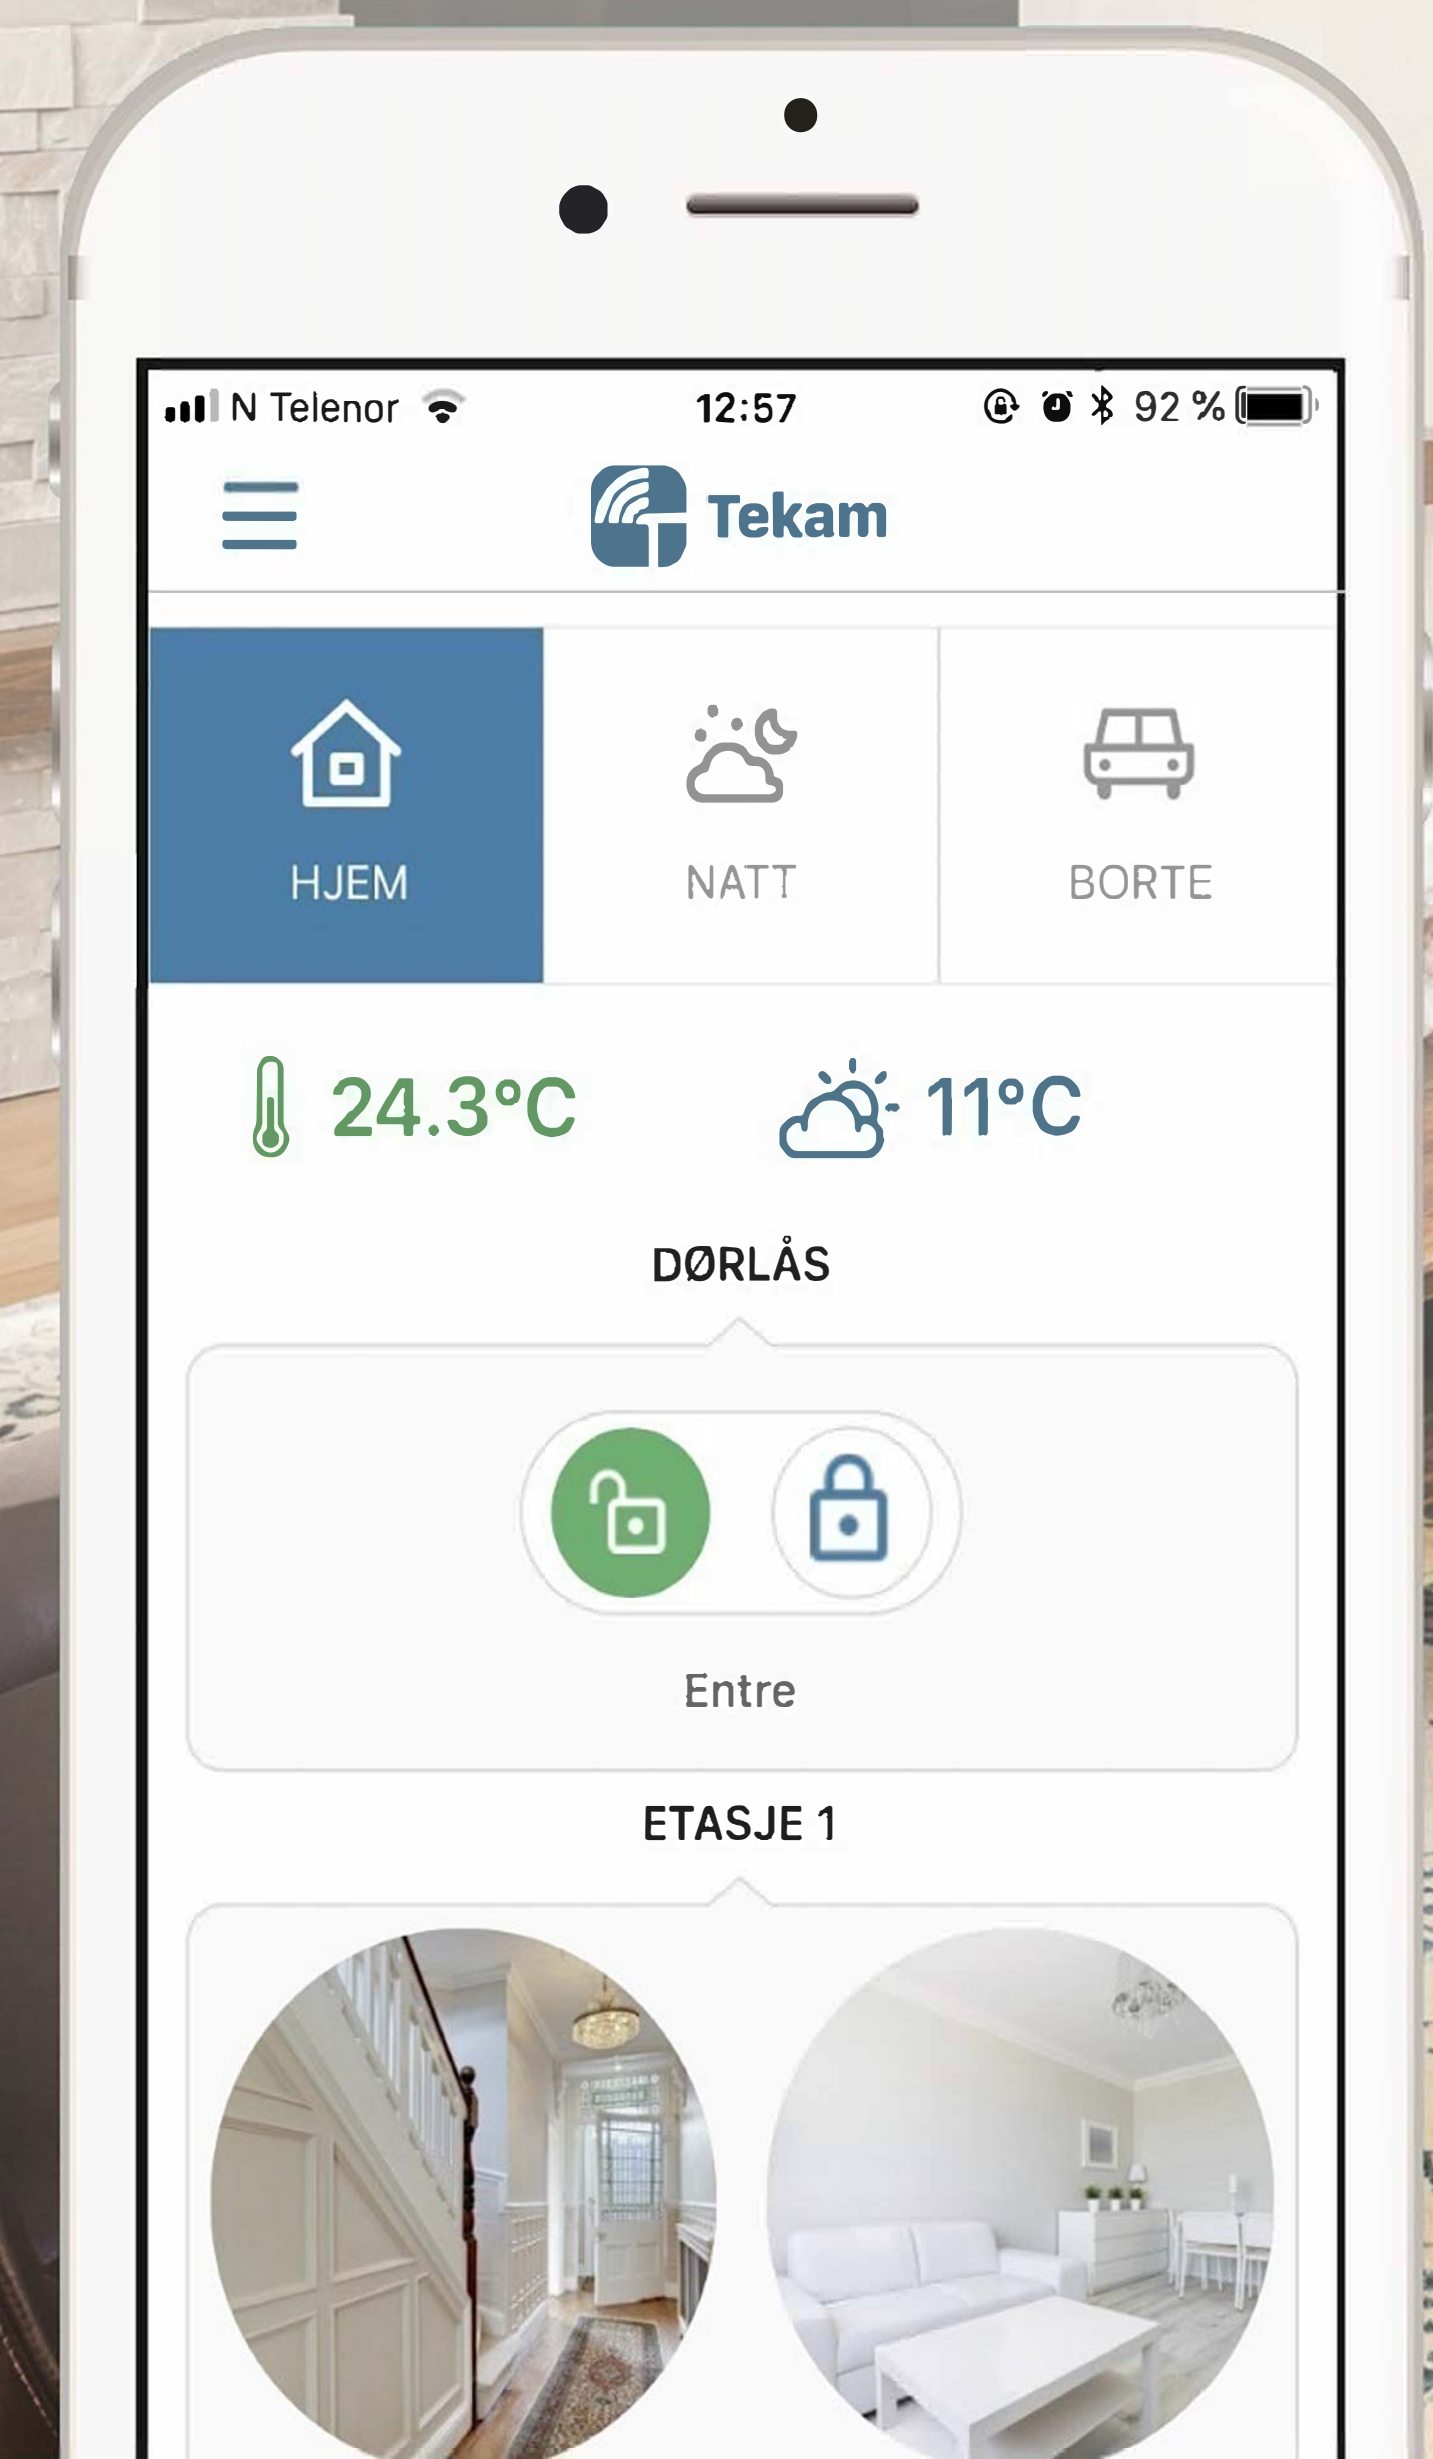 N Telenor 12:57 92 %
Tekam
HJEM NATT BORTE
24.3°C 11°C
DØRLÅS
Entre
ETASJE 1